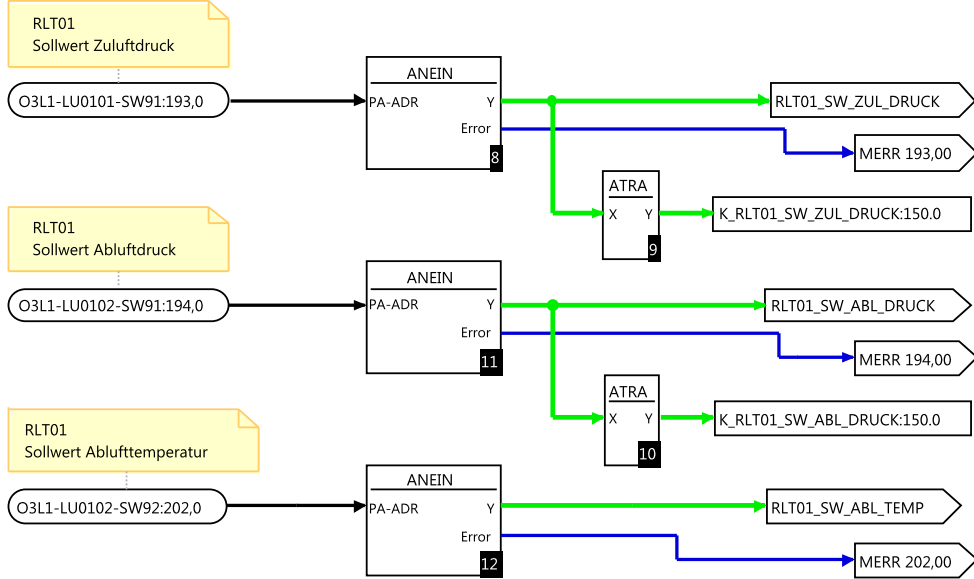 RLT01
Sollwert Zuluftdruck
O3L1-LU0101-SW91:193,0
ANEIN
PA-ADR
Y
Error
8
RLT01_SW_ZUL_DRUCK
MERR 193,00
ATRA
X
Y
9
K_RLT01_SW_ZUL_DRUCK:150.0
RLT01
Sollwert Abluftdruck
O3L1-LU0102-SW91:194,0
ANEIN
PA-ADR
Y
Error
11
RLT01_SW_ABL_DRUCK
MERR 194,00
ATRA
X
Y
10
K_RLT01_SW_ABL_DRUCK:150.0
RLT01
Sollwert Ablufttemperatur
O3L1-LU0102-SW92:202,0
ANEIN
PA-ADR
Y
Error
12
RLT01_SW_ABL_TEMP
MERR 202,00